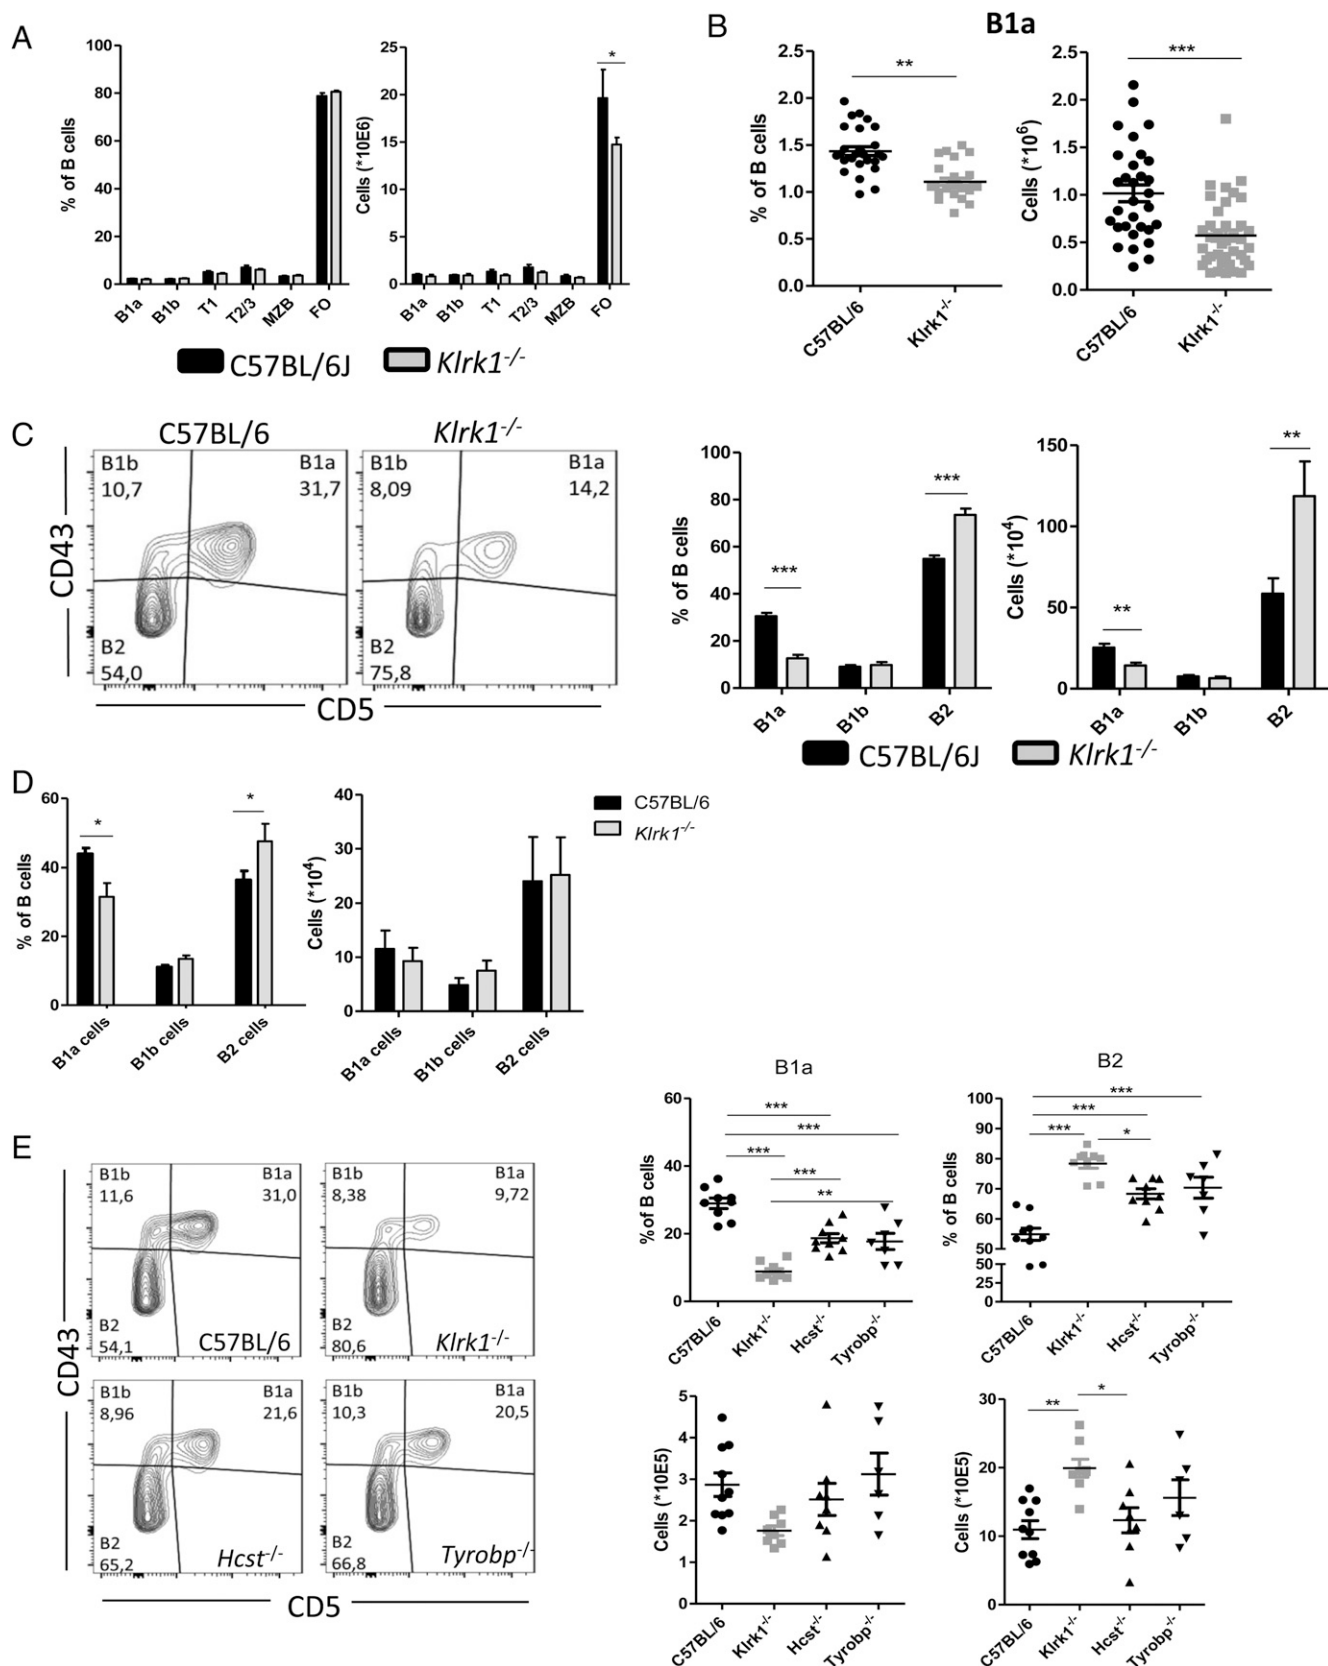 A
% of B cells
100
80
60
40
20
0
B1a
B1b
T1
T2/3
MZB
FO
Cells (*10E6)
25
20
15
10
5
0
*
B1a
B1b
T1
T2/3
MZB
FO
C57BL/6J
Klrk1-/-
B
B1a
% of B cells
2.5
2.0
1.5
1.0
0.5
0.0
**
C57BL/6
Klrk1-/-
Cells (*10⁶)
2.5
2.0
1.5
1.0
0.5
0.0
***
C57BL/6
Klrk1-/-
C
C57BL/6
Klrk1-/-
CD43
B1b
10,7
B1a
31,7
B2
54,0
B1b
8,09
B1a
14,2
B2
75,8
CD5
% of B cells
100
80
60
40
20
0
***
***
B1a
B1b
B2
Cells (*10⁴)
150
100
50
0
**
**
B1a
B1b
B2
C57BL/6J
Klrk1-/-
D
% of B cells
60
40
20
0
*
*
B1a cells
B1b cells
B2 cells
Cells (*10⁴)
40
30
20
10
0
B1a cells
B1b cells
B2 cells
C57BL/6
Klrk1-/-
E
CD43
B1b
11,6
B1a
31,0
B2
54,1
C57BL/6
B1b
8,38
B1a
9,72
B2
80,6
Klrk1-/-
B1b
8,96
B1a
21,6
B2
65,2
Hcst-/-
B1b
10,3
B1a
20,5
B2
66,8
Tyrobp-/-
CD5
B1a
%of B cells
60
40
20
0
***
***
***
***
**
C57BL/6
Klrk1-/-
Hcst-/-
Tyrobp-/-
B2
% of B cells
100
90
80
70
60
50
50
25
0
***
***
***
*
C57BL/6
Klrk1-/-
Hcst-/-
Tyrobp-/-
Cells (*10E5)
5
4
3
2
1
0
C57BL/6
Klrk1-/-
Hcst-/-
Tyrobp-/-
Cells (*10E5)
30
20
10
0
**
*
C57BL/6
Klrk1-/-
Hcst-/-
Tyrobp-/-